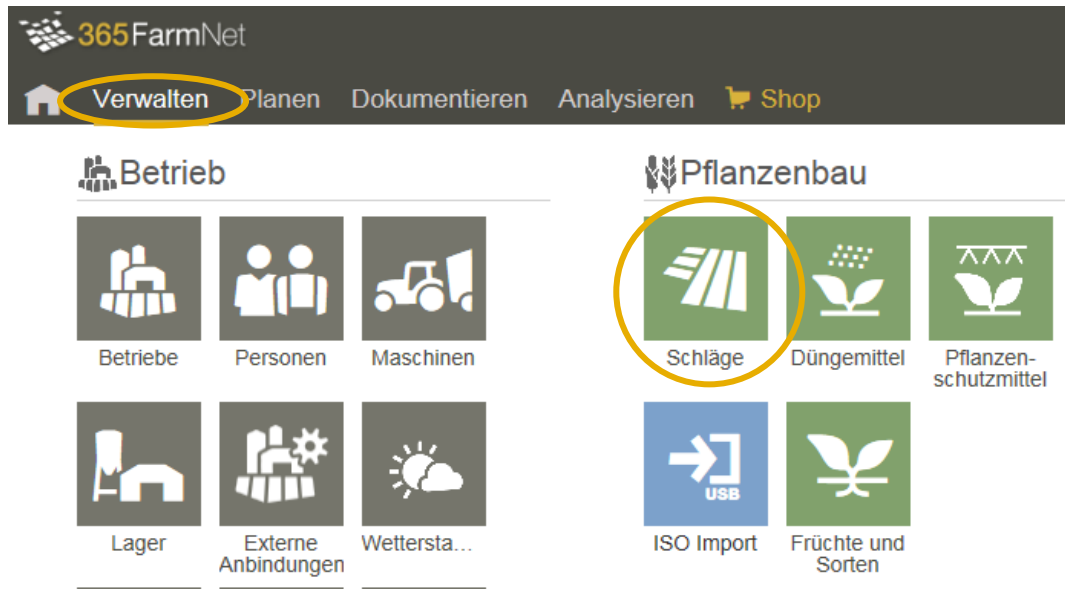 365FarmNet
Verwalten Planen Dokumentieren Analysieren Shop
Betrieb
Betriebe Personen Maschinen
Lager Externe Anbindungen Wettersta...
Pflanzenbau
Schläge Düngemittel Pflanzen-
schutzmittel
USB
ISO Import Früchte und
Sorten